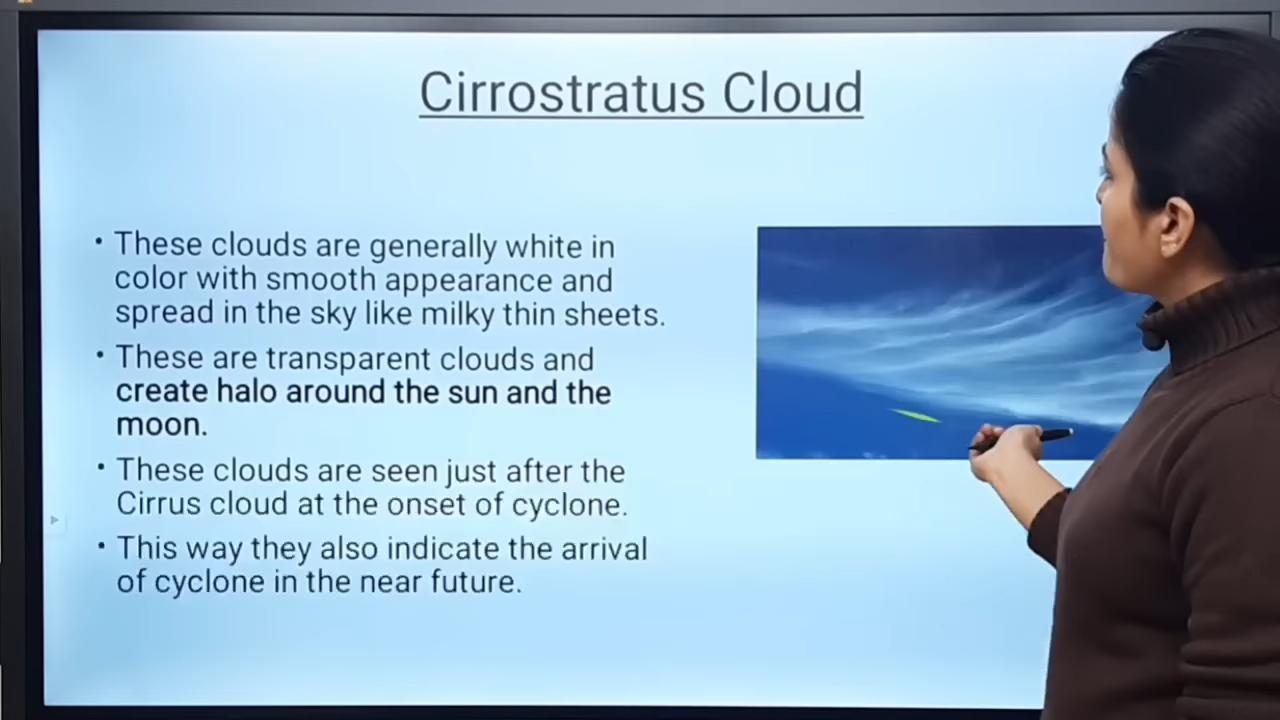 Cirrostratus Cloud
• These clouds are generally white in
color with smooth appearance and
spread in the sky like milky thin sheets.
• These are transparent clouds and
create halo around the sun and the
moon.
• These clouds are seen just after the
Cirrus cloud at the onset of cyclone.
• This way they also indicate the arrival
of cyclone in the near future.